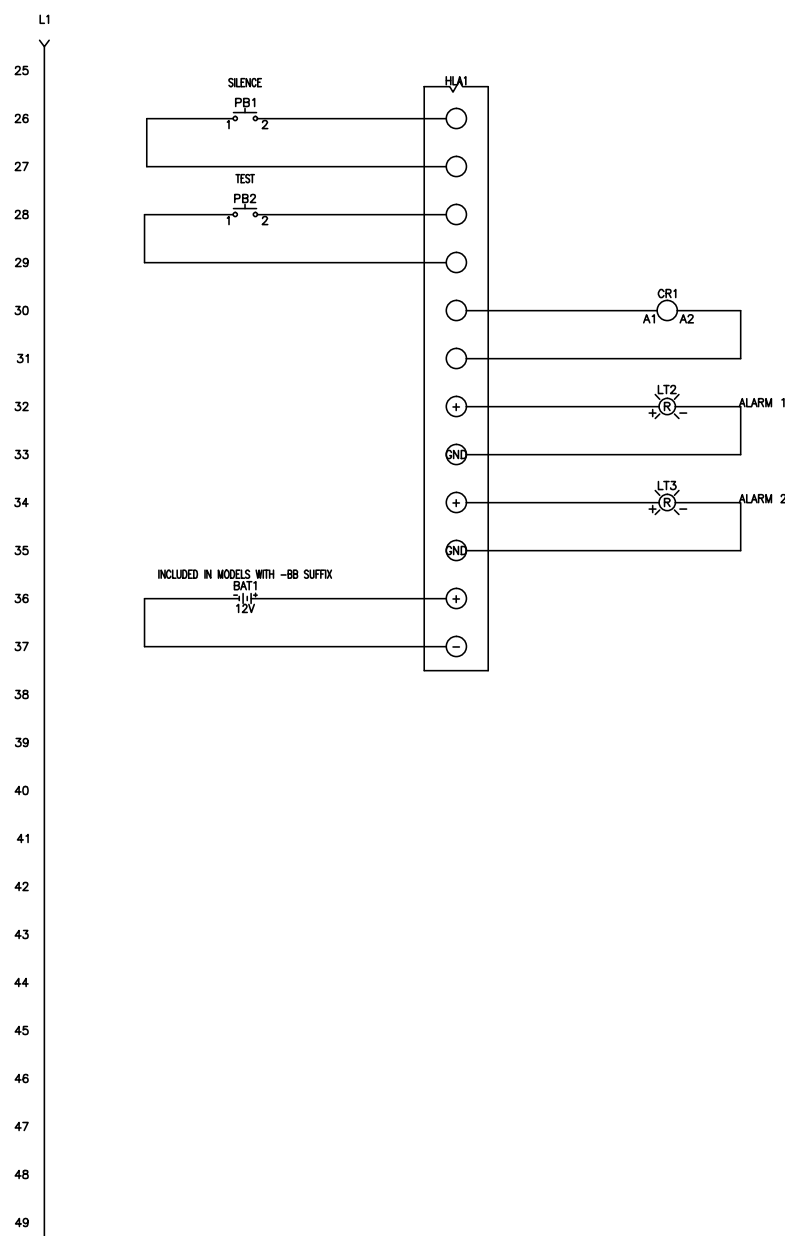 L1
25
SILENCE
HLA1
PB1
26
1 2
27
TEST
PB2
28
1 2
29
CR1
30
A1 A2
31
LT2
32 + R - ALARM 1
+
33 GND
LT3
34 + R - ALARM 2
+
35 GND
INCLUDED IN MODELS WITH -BB SUFFIX
BAT1
36 - + +
12V
37 -
38
39
40
41
42
43
44
45
46
47
48
49